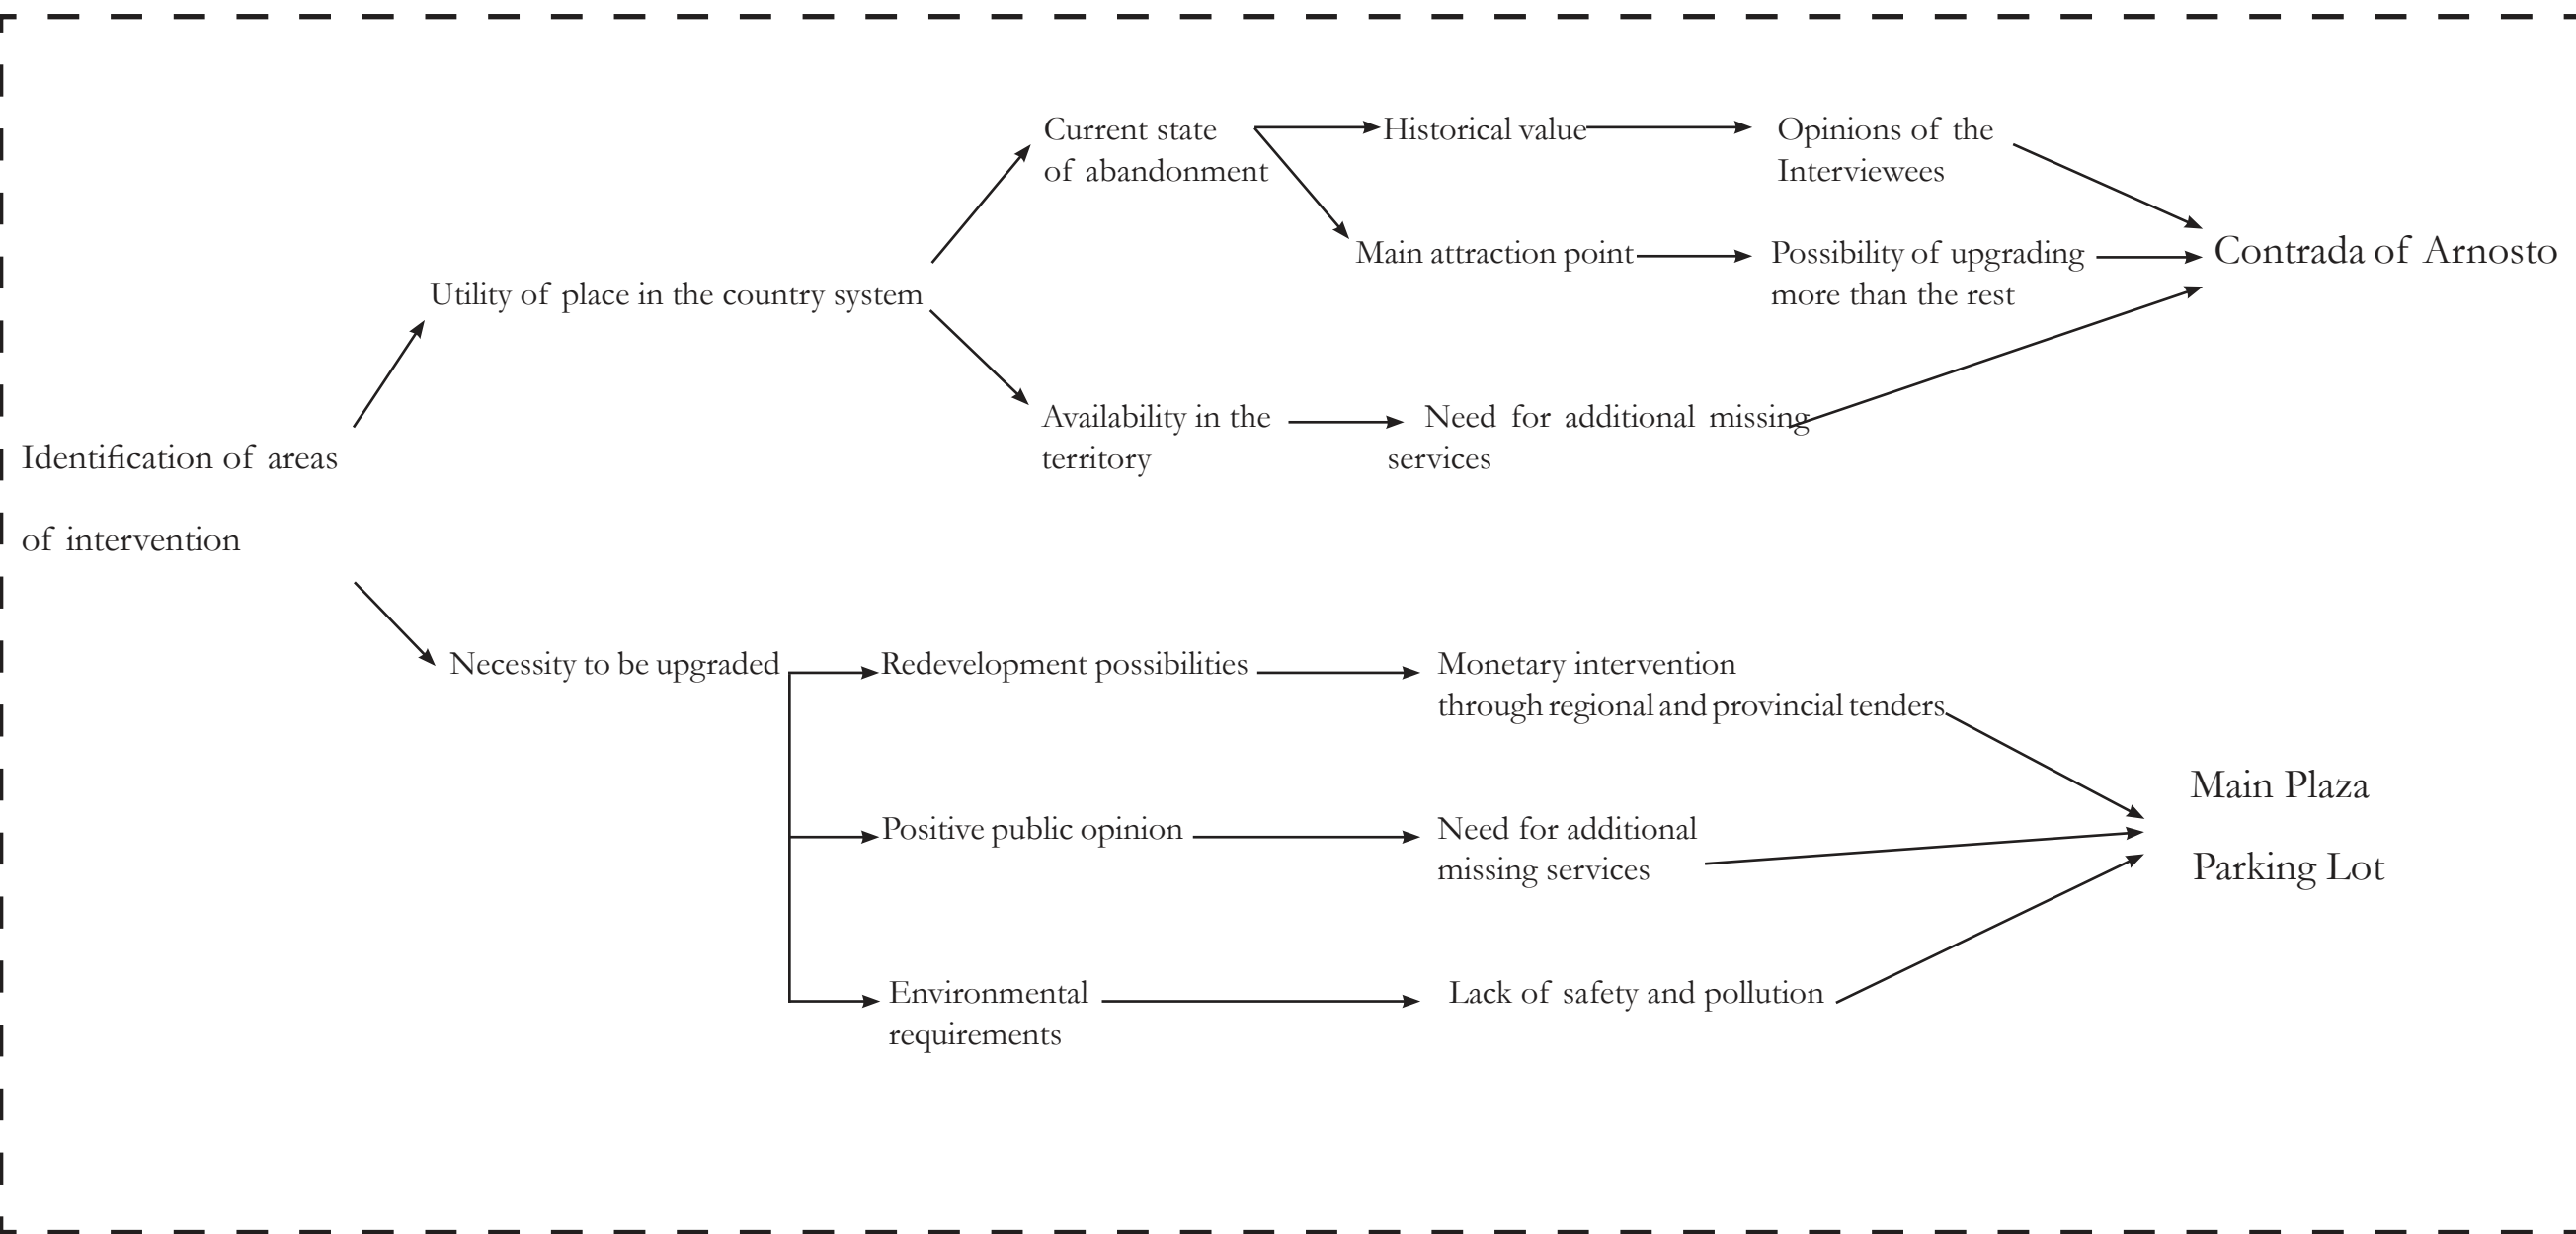 Current state
of abandonment
Historical value
Opinions of the
Interviewees
Main attraction point
Possibility of upgrading
more than the rest
Contrada of Arnosto
Utility of place in the country system
Availability in the
territory
Need for additional missing
services
Identification of areas
of intervention
Necessity to be upgraded
Redevelopment possibilities
Monetary intervention
through regional and provincial tenders
Positive public opinion
Need for additional
missing services
Main Plaza
Parking Lot
Environmental
requirements
Lack of safety and pollution